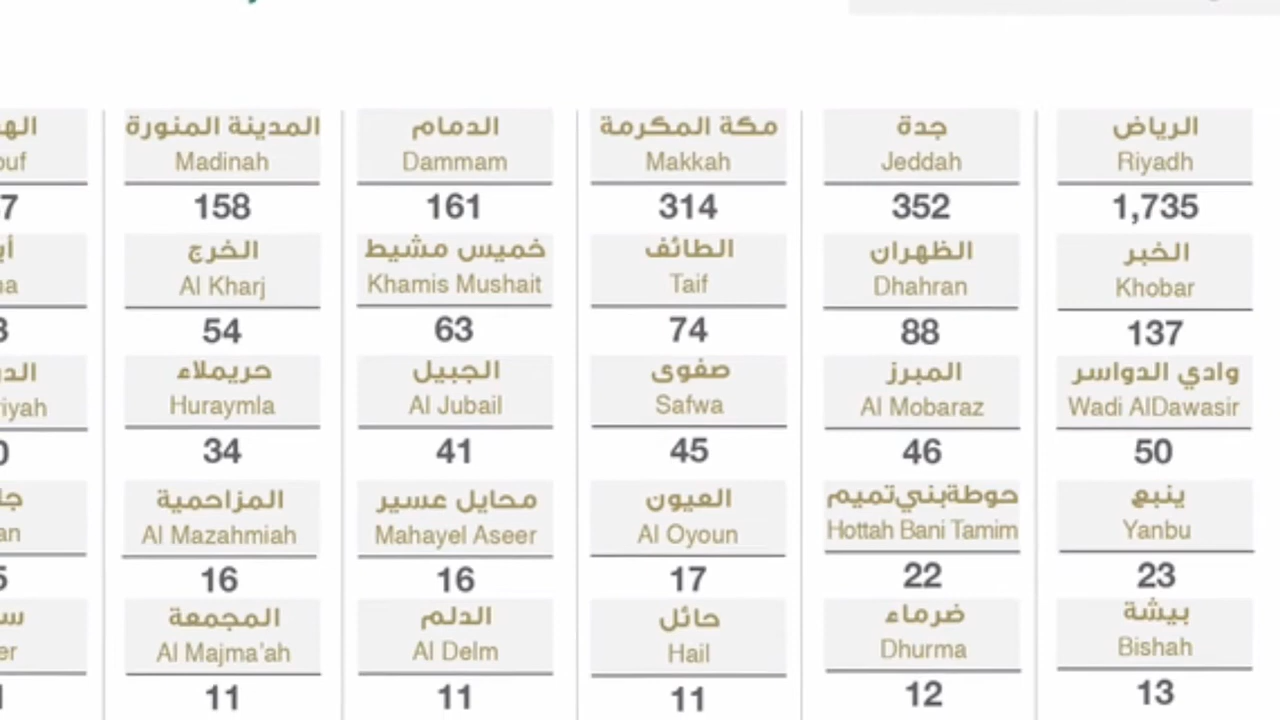 الرياض
Riyadh
1,735
جدة
Jeddah
352
مكة المكرمة
Makkah
314
الدمام
Dammam
161
المدينة المنورة
Madinah
158
الخبر
Khobar
137
الظهران
Dhahran
88
الطائف
Taif
74
خميس مشيط
Khamis Mushait
63
الخرج
Al Kharj
54
وادي الدواسر
Wadi AlDawasir
50
المبرز
Al Mobaraz
46
صفوى
Safwa
45
الجبيل
Al Jubail
41
حريملاء
Huraymla
34
ينبع
Yanbu
23
حوطة بني تميم
Hottah Bani Tamim
22
العيون
Al Oyoun
17
محايل عسير
Mahayel Aseer
16
المزاحمية
Al Mazahmiah
16
بيشة
Bishah
13
ضرماء
Dhurma
12
حائل
Hail
11
الدلم
Al Delm
11
المجمعة
Al Majma'ah
11